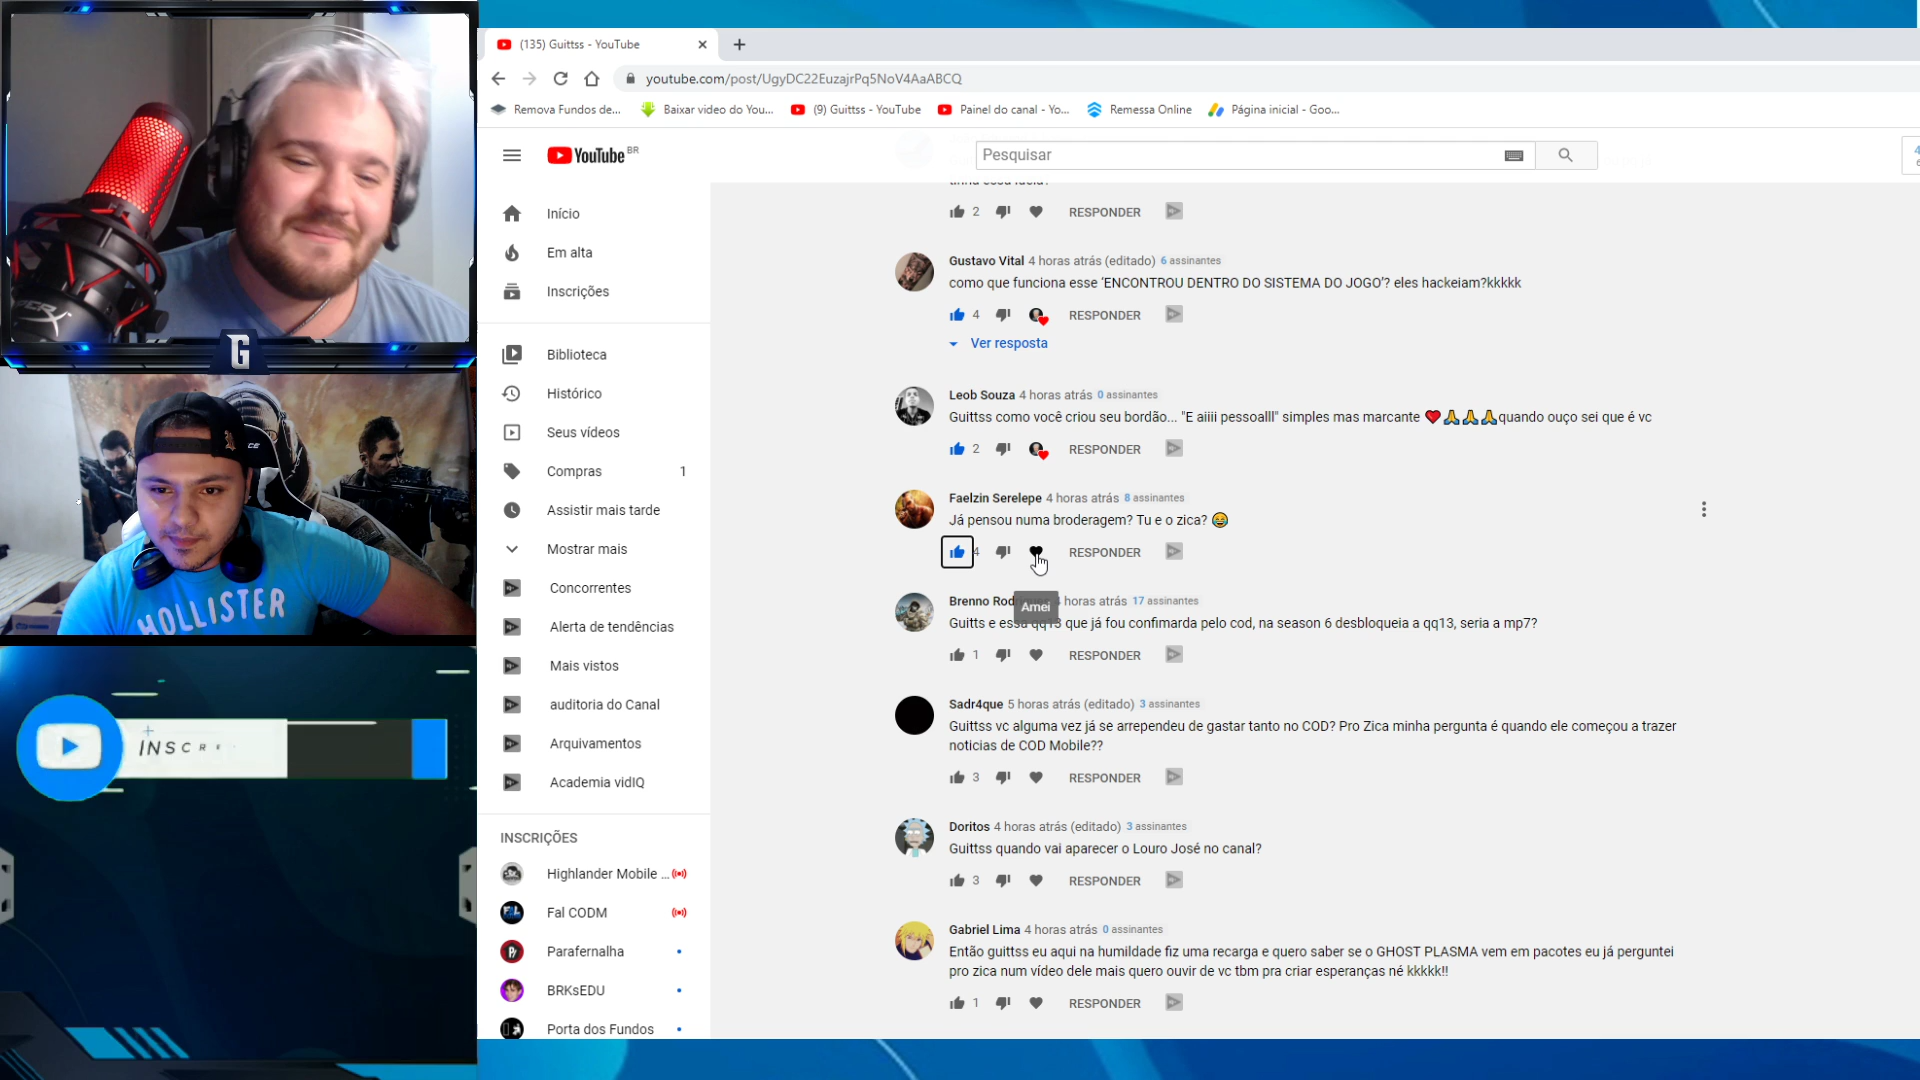 (135) Guittss - YouTube
youtube.com/post/UgyDC22EuzajrPq5NoV4AaABCQ
Remova Fundos de...
Baixar video do You...
(9) Guittss - YouTube
Painel do canal - Yo...
Remessa Online
Página inicial - Goo...
YouTube BR
Pesquisar
Início
Em alta
Inscrições
Biblioteca
Histórico
Seus vídeos
Compras 1
Assistir mais tarde
Mostrar mais
Concorrentes
Alerta de tendências
Mais vistos
auditoria do Canal
Arquivamentos
Academia vidIQ
INSCRIÇÕES
Highlander Mobile ...
Fal CODM
Parafernalha
BRKsEDU
Porta dos Fundos
2 RESPONDER
Gustavo Vital 4 horas atrás (editado) 6 assinantes
como que funciona esse ‘ENCONTROU DENTRO DO SISTEMA DO JOGO’? eles hackeiam?kkkkk
4 RESPONDER
Ver resposta
Leob Souza 4 horas atrás 0 assinantes
Guittss como você criou seu bordão... "E aiiii pessoalll" simples mas marcante ❤️🙏🙏🙏quando ouço sei que é vc
2 RESPONDER
Faelzin Serelepe 4 horas atrás 8 assinantes
Já pensou numa broderagem? Tu e o zica? 😂
4 RESPONDER
Amei
Brenno horas atrás 17 assinantes
Guitts e essa qq13 que já fou confimarda pelo cod, na season 6 desbloqueia a qq13, seria a mp7?
1 RESPONDER
Sadr4que 5 horas atrás (editado) 3 assinantes
Guittss vc alguma vez já se arrependeu de gastar tanto no COD? Pro Zica minha pergunta é quando ele começou a trazer
noticias de COD Mobile??
3 RESPONDER
Doritos 4 horas atrás (editado) 3 assinantes
Guittss quando vai aparecer o Louro José no canal?
3 RESPONDER
Gabriel Lima 4 horas atrás 0 assinantes
Então guittss eu aqui na humildade fiz uma recarga e quero saber se o GHOST PLASMA vem em pacotes eu já perguntei
pro zica num vídeo dele mais quero ouvir de vc tbm pra criar esperanças né kkkkk!!
1 RESPONDER
G
HOLLISTER
INSCRE